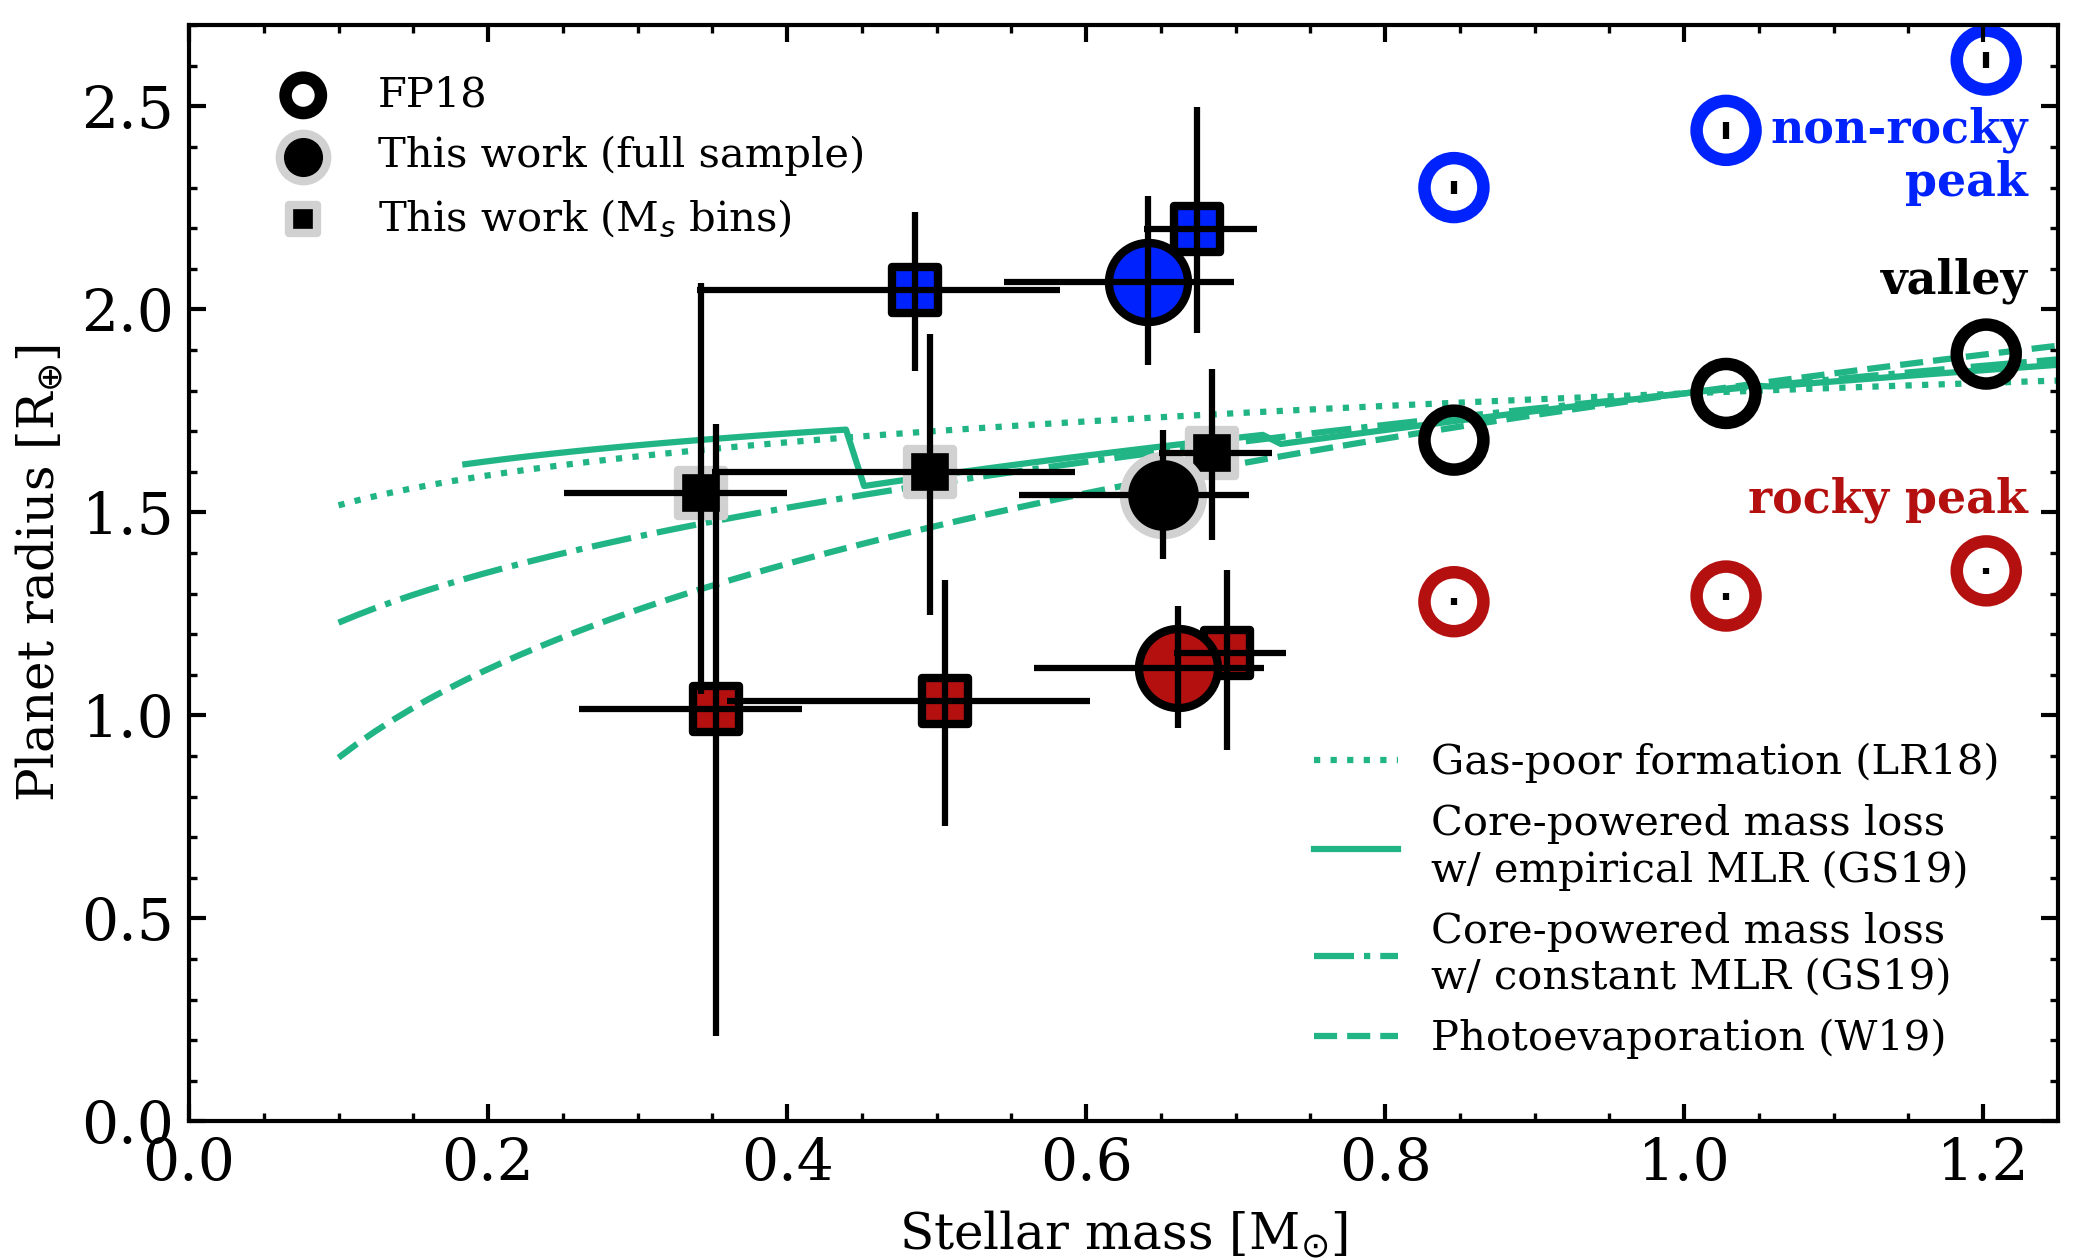 FP18
This work (full sample)
This work (Mₛ bins)
non-rocky
peak
valley
rocky peak
Gas-poor formation (LR18)
Core-powered mass loss
w/ empirical MLR (GS19)
Core-powered mass loss
w/ constant MLR (GS19)
Photoevaporation (W19)
Planet radius [R⊕]
2.5
2.0
1.5
1.0
0.5
0.0
0.0 0.2 0.4 0.6 0.8 1.0 1.2
Stellar mass [M⊙]